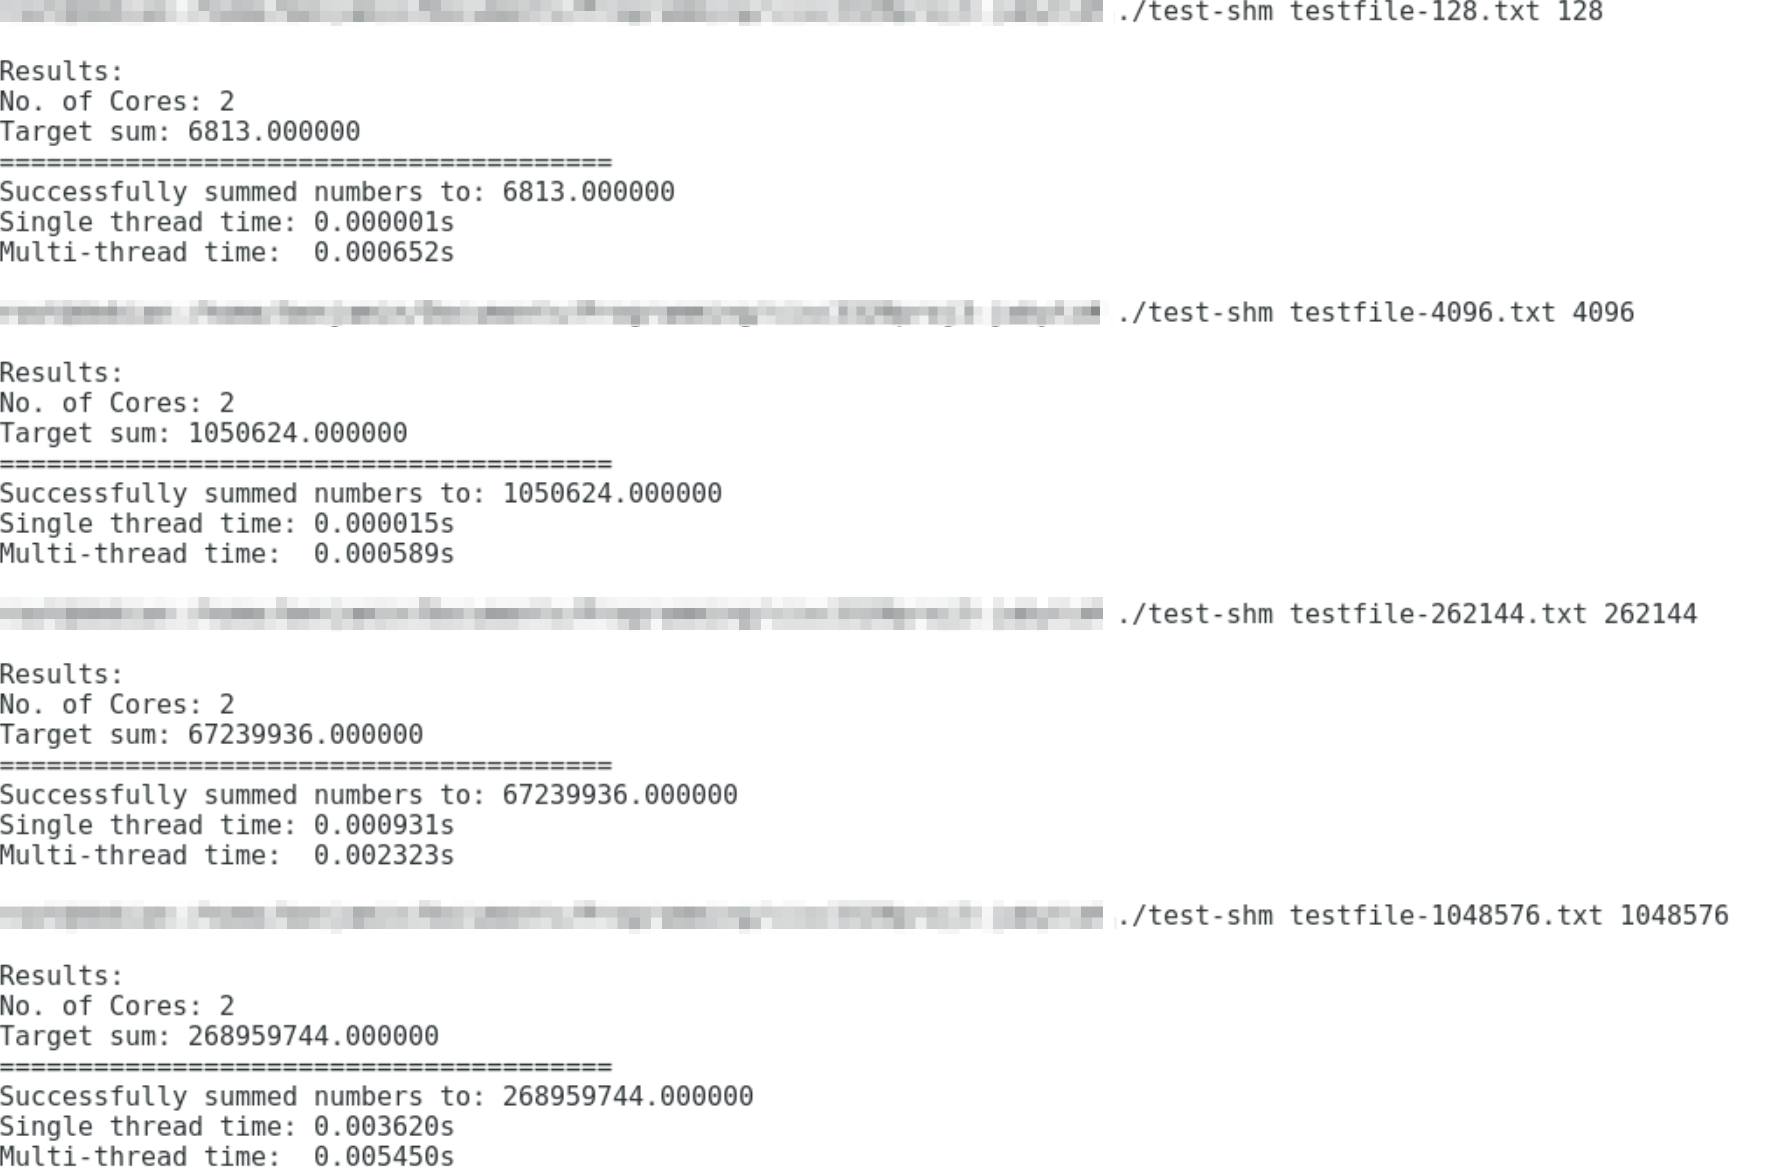 ./test-shm testfile-128.txt 128
Results:
No. of Cores: 2
Target sum: 6813.000000
=======================================
Successfully summed numbers to: 6813.000000
Single thread time: 0.000001s
Multi-thread time:  0.000652s
./test-shm testfile-4096.txt 4096
Results:
No. of Cores: 2
Target sum: 1050624.000000
=======================================
Successfully summed numbers to: 1050624.000000
Single thread time: 0.000015s
Multi-thread time:  0.000589s
./test-shm testfile-262144.txt 262144
Results:
No. of Cores: 2
Target sum: 67239936.000000
=======================================
Successfully summed numbers to: 67239936.000000
Single thread time: 0.000931s
Multi-thread time:  0.002323s
./test-shm testfile-1048576.txt 1048576
Results:
No. of Cores: 2
Target sum: 268959744.000000
=======================================
Successfully summed numbers to: 268959744.000000
Single thread time: 0.003620s
Multi-thread time:  0.005450s